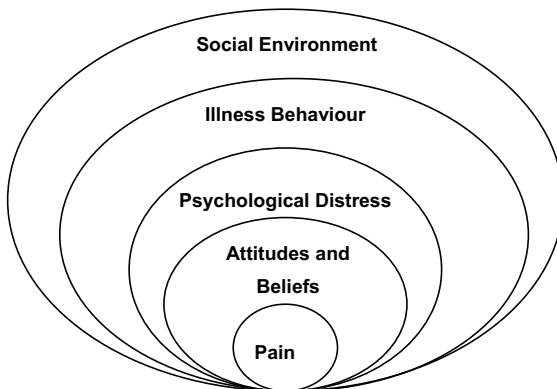 Social Environment
Illness Behaviour
Psychological Distress
Attitudes and
Beliefs
Pain